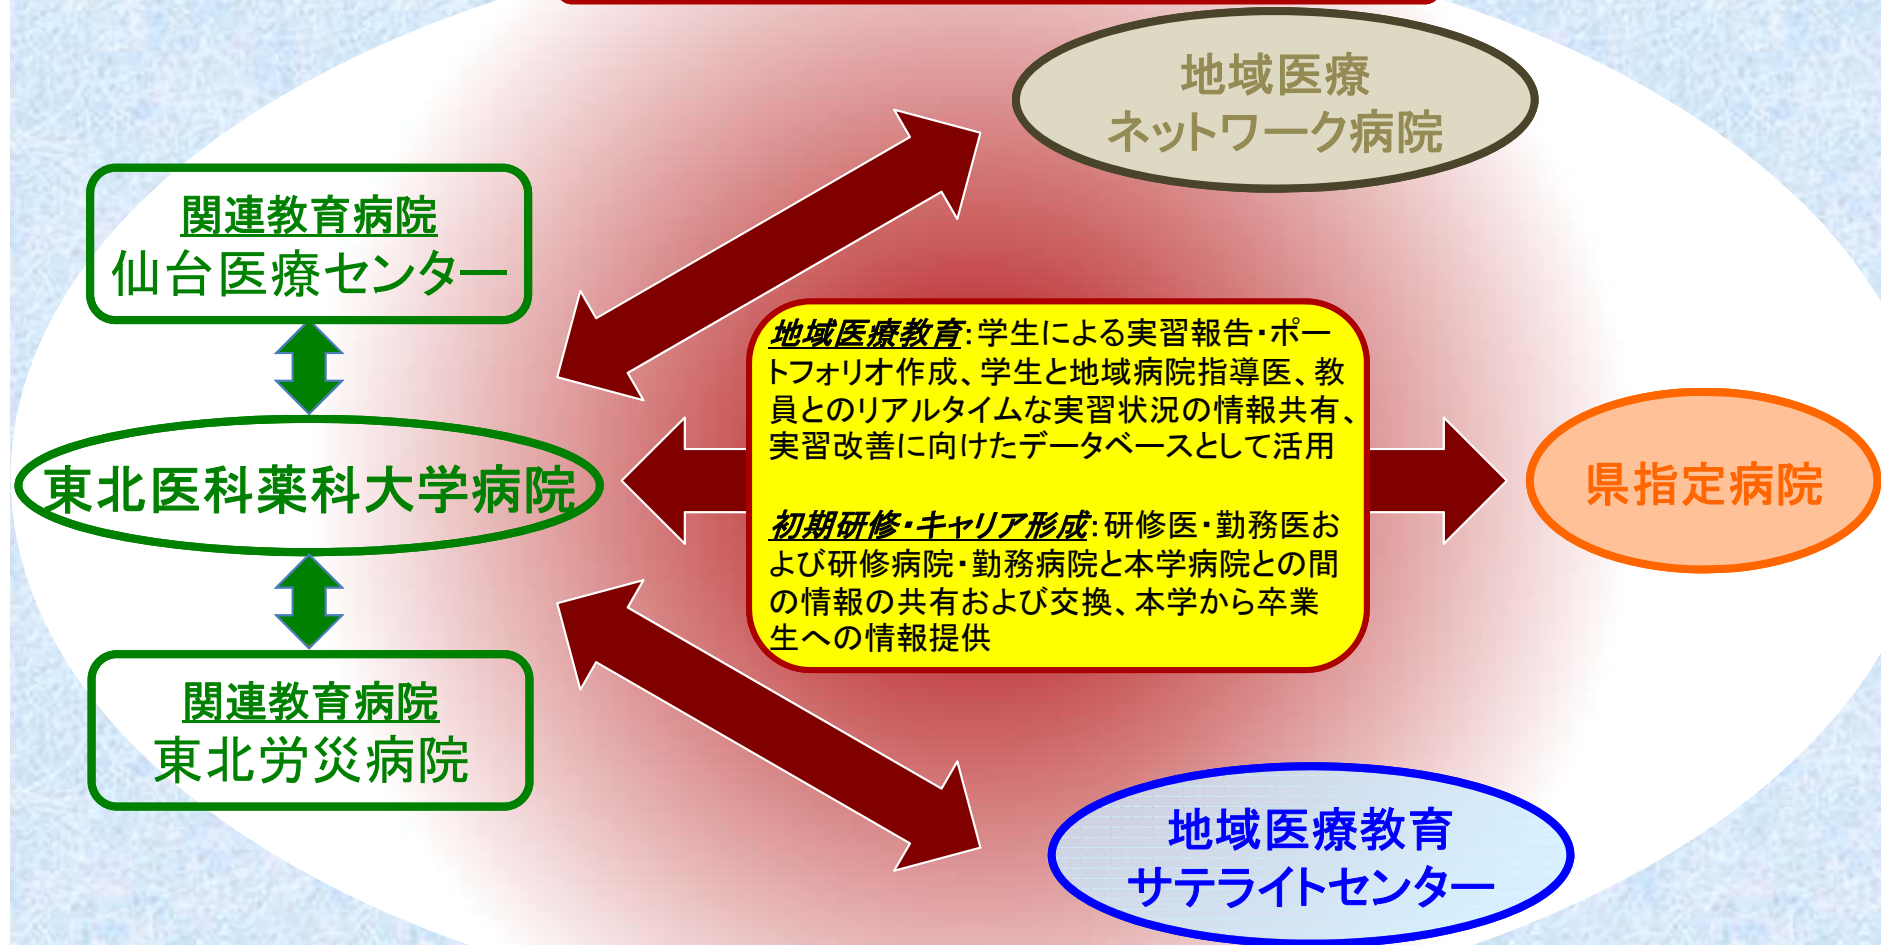 地域医療
ネットワーク病院
関連教育病院
仙台医療センター
地域医療教育:学生による実習報告・ポー
トフォリオ作成、学生と地域病院指導医、教
員とのリアルタイムな実習状況の情報共有、
実習改善に向けたデータベースとして活用
初期研修・キャリア形成:研修医・勤務医お
よび研修病院・勤務病院と本学病院との間
の情報の共有および交換、本学から卒業
生への情報提供
東北医科薬科大学病院
県指定病院
関連教育病院
東北労災病院
地域医療教育
サテライトセンター